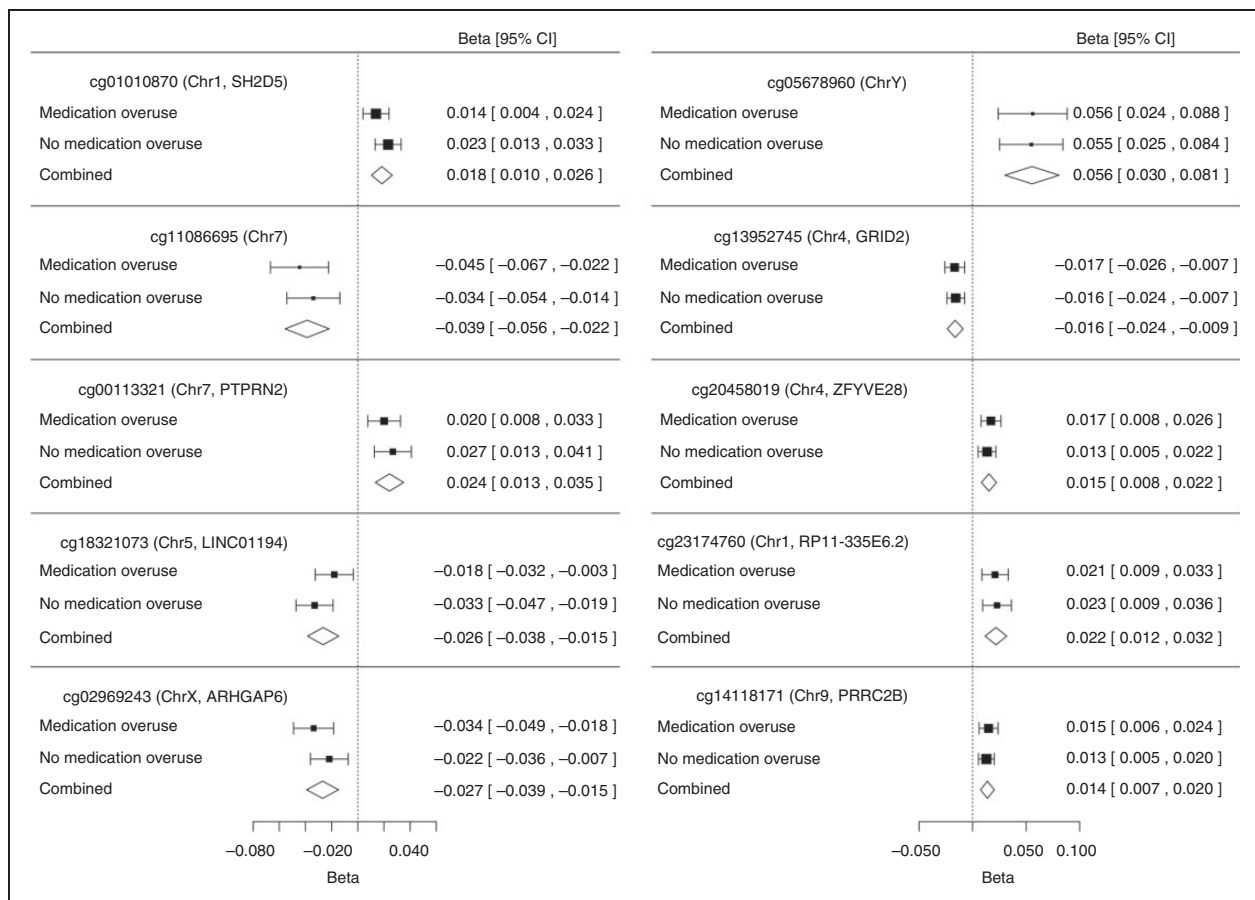 Beta [95% CI]
cg01010870 (Chr1, SH2D5)
Medication overuse 0.014 [ 0.004 , 0.024 ]
No medication overuse 0.023 [ 0.013 , 0.033 ]
Combined 0.018 [ 0.010 , 0.026 ]
cg11086695 (Chr7)
Medication overuse −0.045 [ −0.067 , −0.022 ]
No medication overuse −0.034 [ −0.054 , −0.014 ]
Combined −0.039 [ −0.056 , −0.022 ]
cg00113321 (Chr7, PTPRN2)
Medication overuse 0.020 [ 0.008 , 0.033 ]
No medication overuse 0.027 [ 0.013 , 0.041 ]
Combined 0.024 [ 0.013 , 0.035 ]
cg18321073 (Chr5, LINC01194)
Medication overuse −0.018 [ −0.032 , −0.003 ]
No medication overuse −0.033 [ −0.047 , −0.019 ]
Combined −0.026 [ −0.038 , −0.015 ]
cg02969243 (ChrX, ARHGAP6)
Medication overuse −0.034 [ −0.049 , −0.018 ]
No medication overuse −0.022 [ −0.036 , −0.007 ]
Combined −0.027 [ −0.039 , −0.015 ]
−0.080 −0.020 0.040
Beta
Beta [95% CI]
cg05678960 (ChrY)
Medication overuse 0.056 [ 0.024 , 0.088 ]
No medication overuse 0.055 [ 0.025 , 0.084 ]
Combined 0.056 [ 0.030 , 0.081 ]
cg13952745 (Chr4, GRID2)
Medication overuse −0.017 [ −0.026 , −0.007 ]
No medication overuse −0.016 [ −0.024 , −0.007 ]
Combined −0.016 [ −0.024 , −0.009 ]
cg20458019 (Chr4, ZFYVE28)
Medication overuse 0.017 [ 0.008 , 0.026 ]
No medication overuse 0.013 [ 0.005 , 0.022 ]
Combined 0.015 [ 0.008 , 0.022 ]
cg23174760 (Chr1, RP11-335E6.2)
Medication overuse 0.021 [ 0.009 , 0.033 ]
No medication overuse 0.023 [ 0.009 , 0.036 ]
Combined 0.022 [ 0.012 , 0.032 ]
cg14118171 (Chr9, PRRC2B)
Medication overuse 0.015 [ 0.006 , 0.024 ]
No medication overuse 0.013 [ 0.005 , 0.020 ]
Combined 0.014 [ 0.007 , 0.020 ]
−0.050 0.050 0.100
Beta